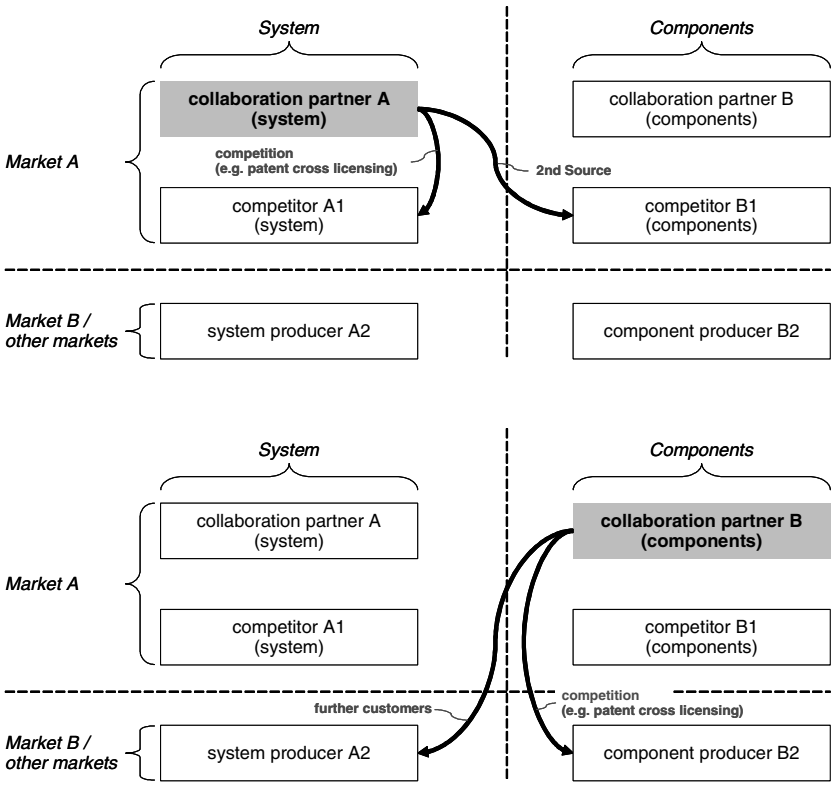 System
Components
collaboration partner A
(system)
collaboration partner B
(components)
Market A
competition
(e.g. patent cross licensing)
2nd Source
competitor A1
(system)
competitor B1
(components)
Market B /
other markets
system producer A2
component producer B2
System
Components
collaboration partner A
(system)
collaboration partner B
(components)
Market A
competitor A1
(system)
competitor B1
(components)
further customers
competition
(e.g. patent cross licensing)
Market B /
other markets
system producer A2
component producer B2